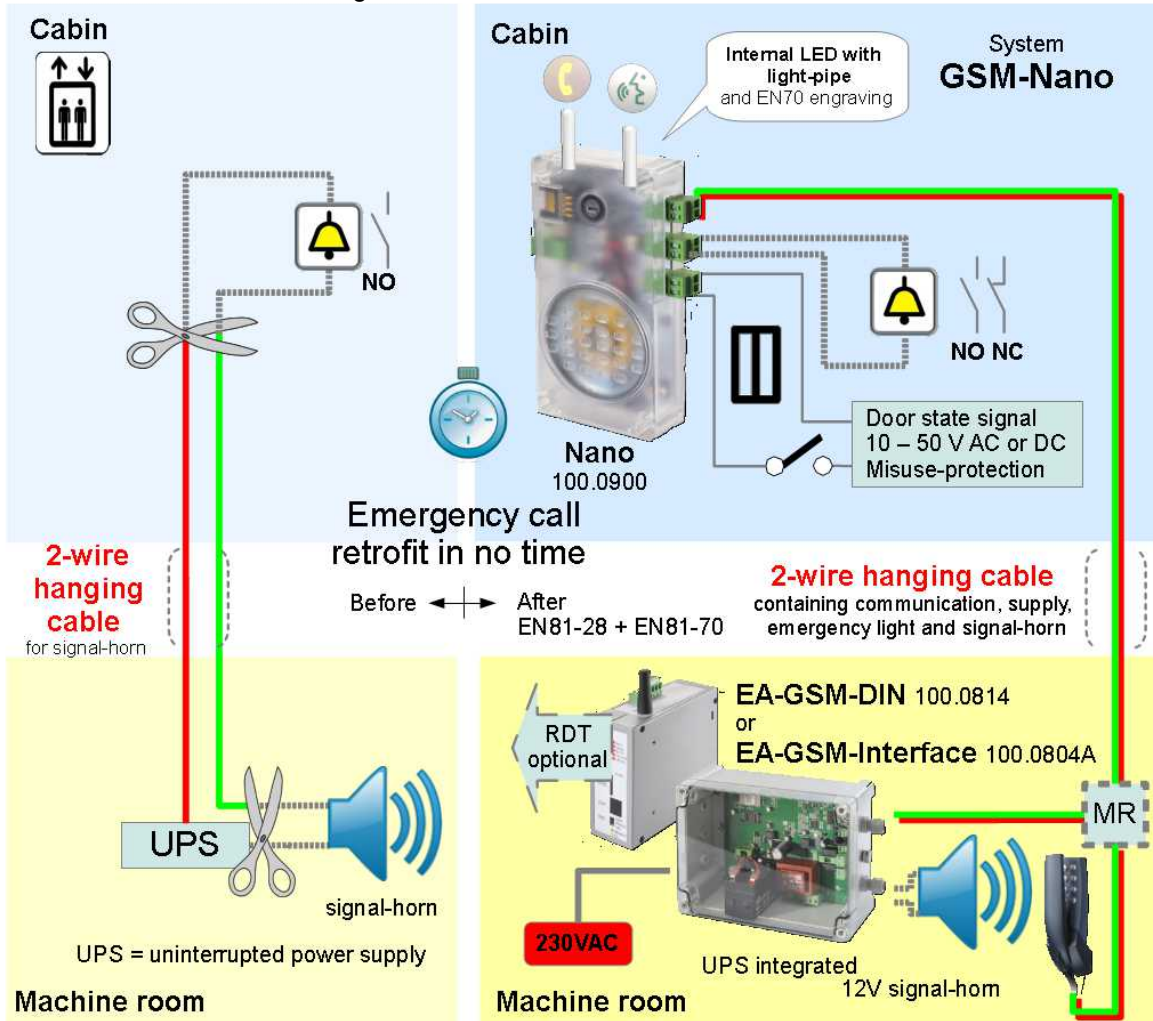 Cabin
NO
2-wire
hanging
cable
for signal-horn
UPS
signal-horn
UPS = uninterrupted power supply
Machine room
Cabin
Internal LED with
light-pipe
and EN70 engraving
System
GSM-Nano
NO NC
Nano
100.0900
Door state signal
10 – 50 V AC or DC
Misuse-protection
Emergency call
retrofit in no time
Before
After
EN81-28 + EN81-70
2-wire hanging cable
containing communication, supply,
emergency light and signal-horn
RDT
optional
EA-GSM-DIN 100.0814
or
EA-GSM-Interface 100.0804A
MR
230VAC
UPS integrated
12V signal-horn
Machine room